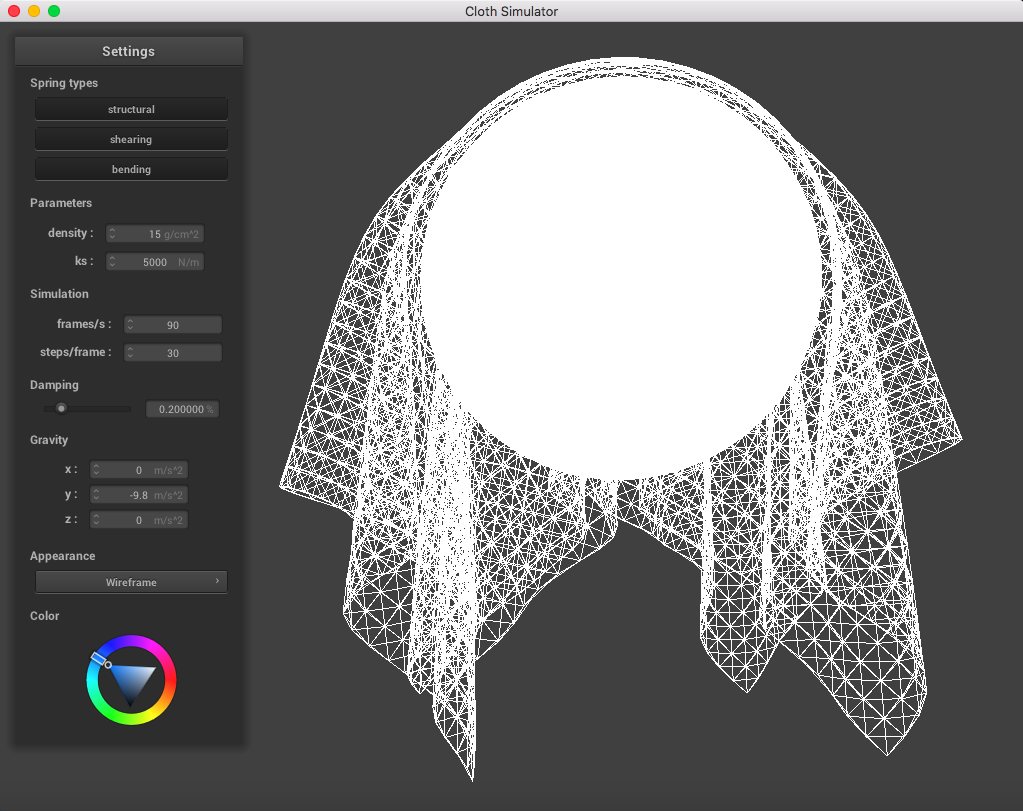 Cloth Simulator
Settings
Spring types
structural
shearing
bending
Parameters
density : 15 g/cm^2
ks : 5000 N/m
Simulation
frames/s : 90
steps/frame : 30
Damping
0.200000 %
Gravity
x : 0 m/s^2
y : -9.8 m/s^2
z : 0 m/s^2
Appearance
Wireframe ›
Color